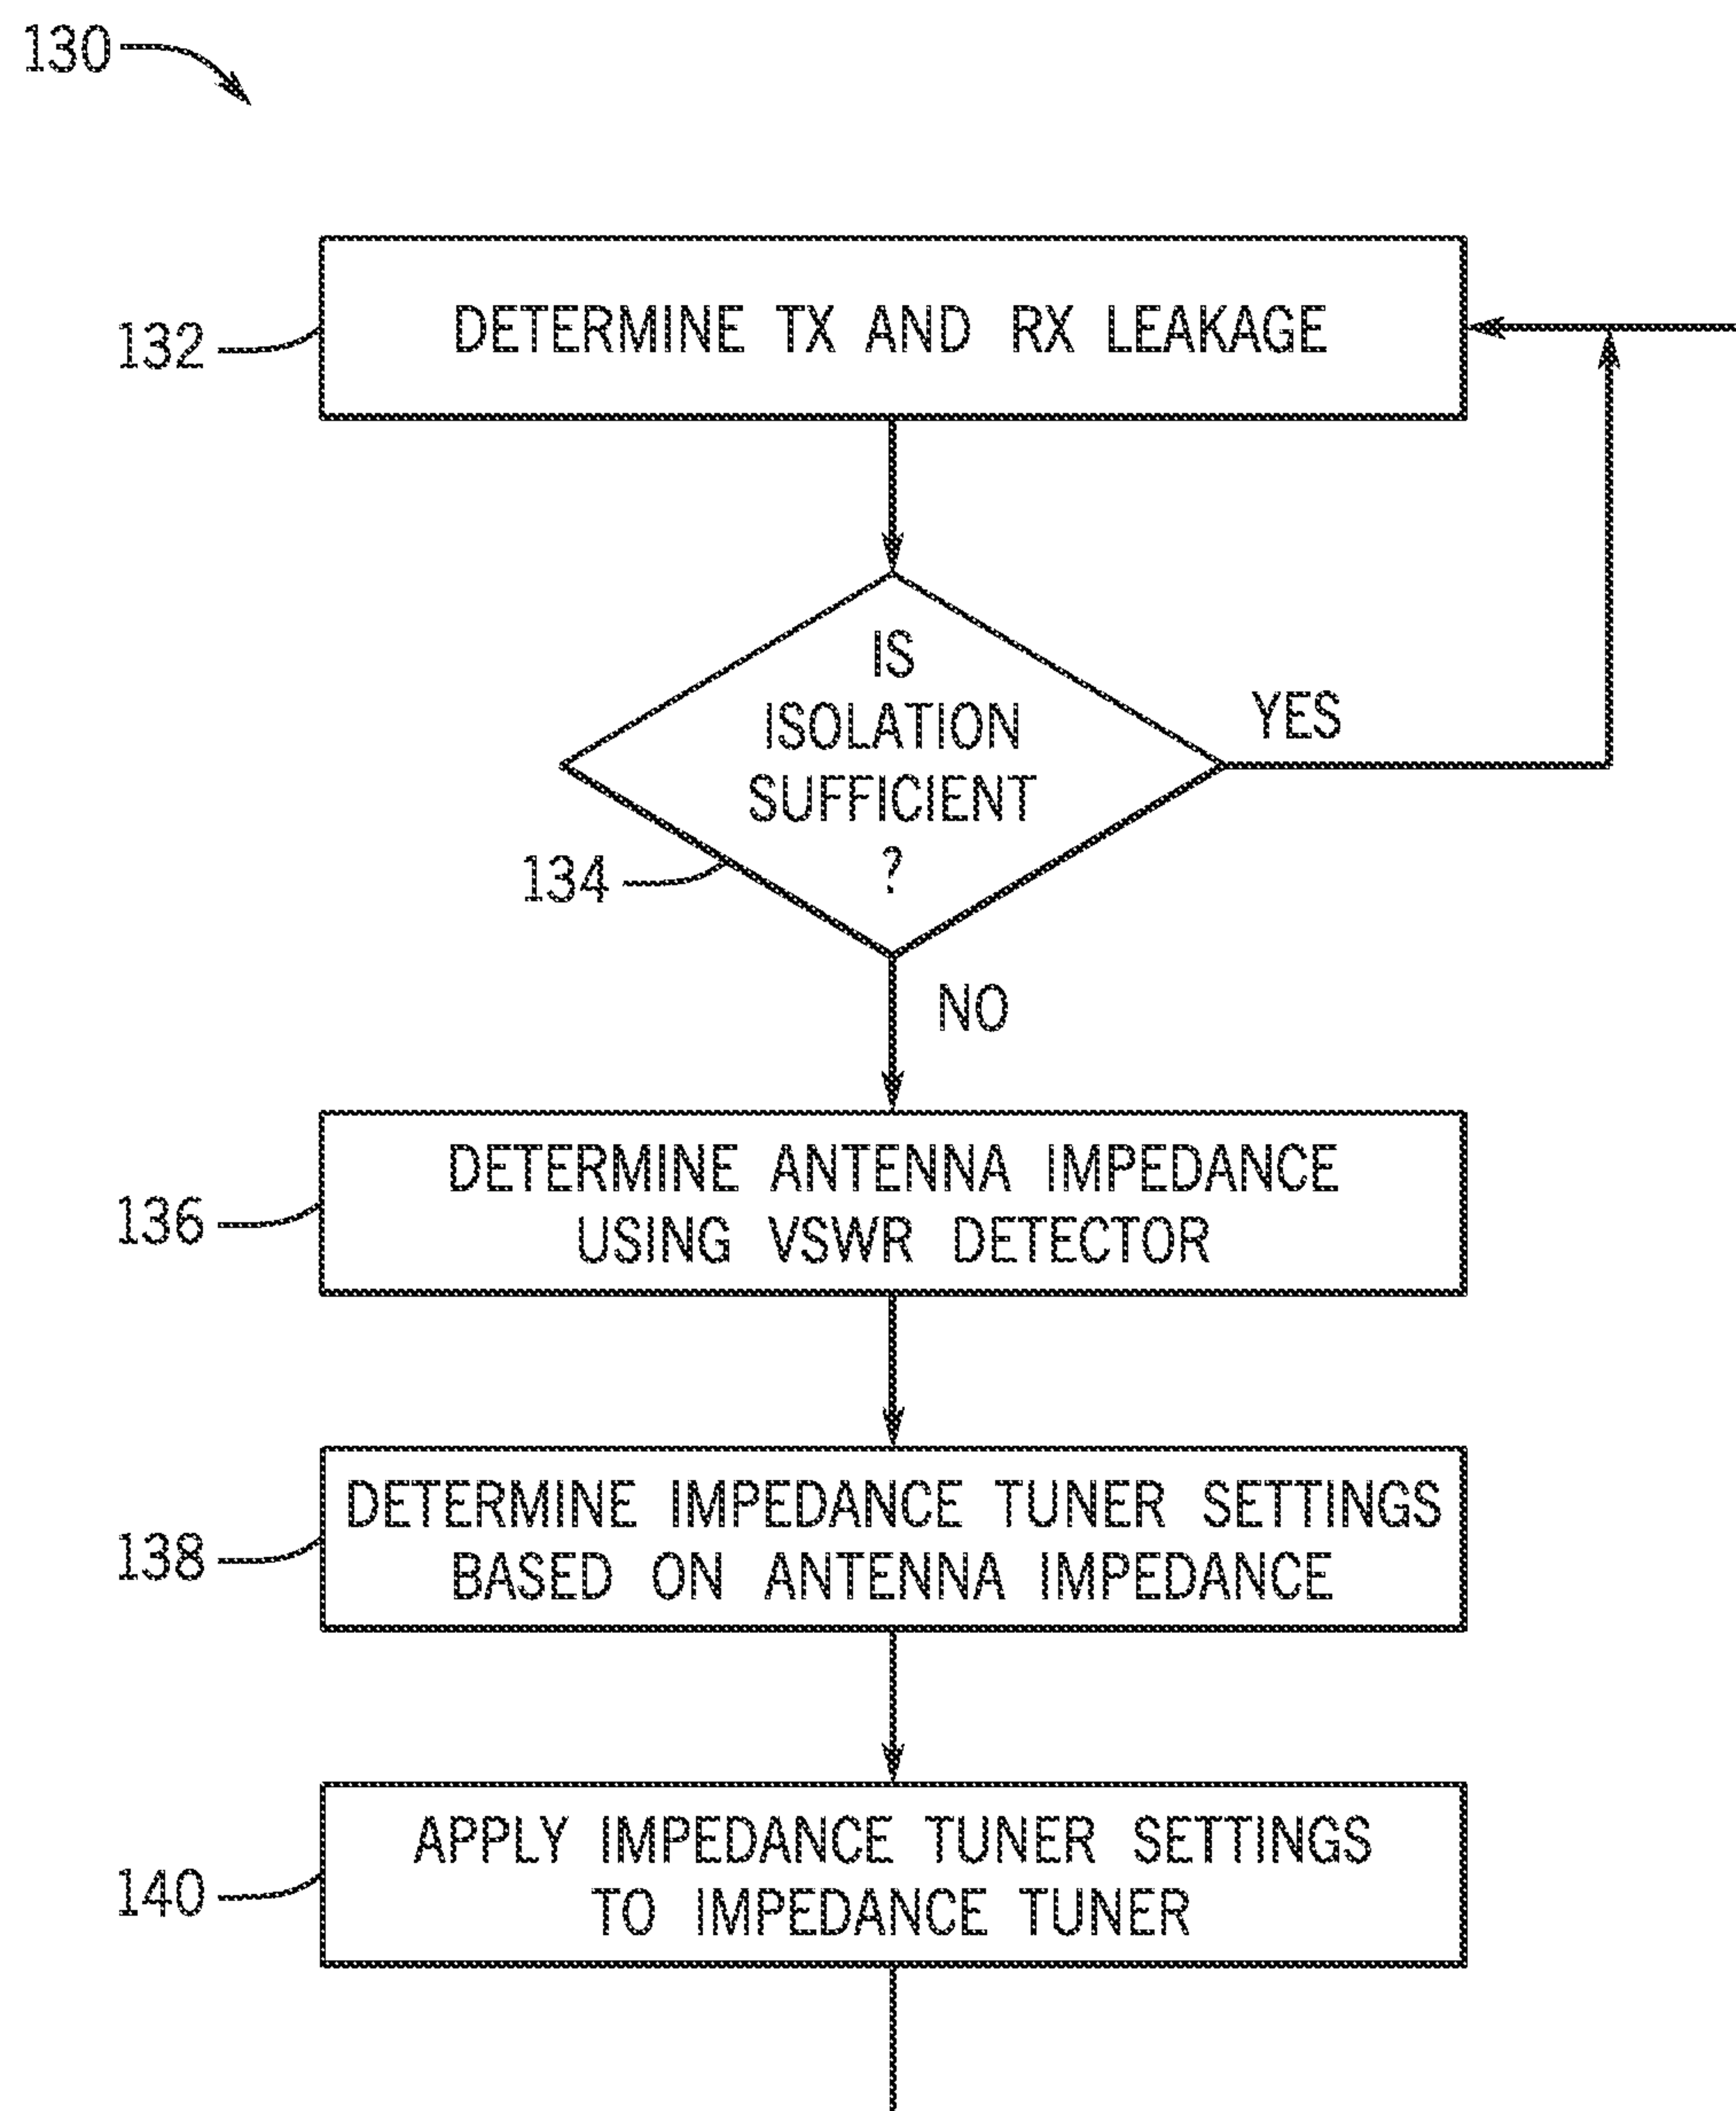 130
132
DETERMINE TX AND RX LEAKAGE
IS
ISOLATION
SUFFICIENT
?
YES
134
NO
136
DETERMINE ANTENNA IMPEDANCE
USING VSWR DETECTOR
138
DETERMINE IMPEDANCE TUNER SETTINGS
BASED ON ANTENNA IMPEDANCE
140
APPLY IMPEDANCE TUNER SETTINGS
TO IMPEDANCE TUNER